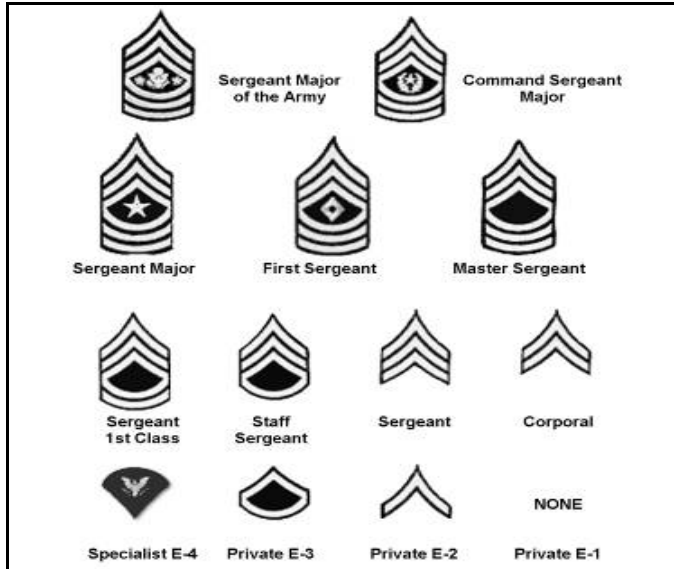 Sergeant Major
of the Army
Command Sergeant
Major
Sergeant Major
First Sergeant
Master Sergeant
Sergeant
1st Class
Staff
Sergeant
Sergeant
Corporal
NONE
Specialist E-4
Private E-3
Private E-2
Private E-1